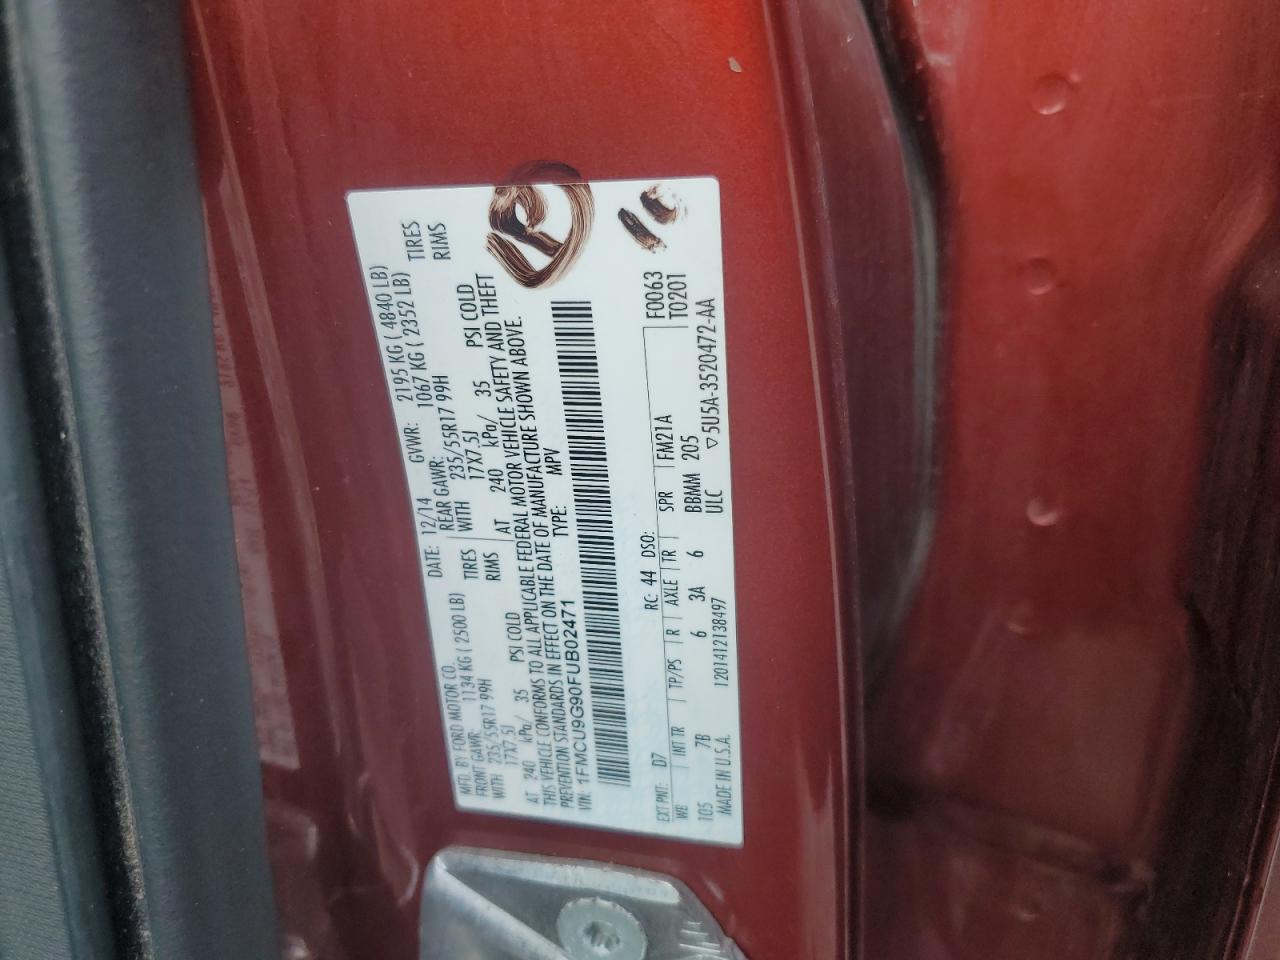 MFD. BY FORD MOTOR CO.
DATE: 12/14 GVWR: 2195 KG ( 4840 LB)
FRONT GAWR: 1134 KG ( 2500 LB)
REAR GAWR: 1067 KG ( 2352 LB)
WITH 235/55R17 99H TIRES
WITH 235/55R17 99H TIRES
17X7.5J RIMS
17X7.5J RIMS
AT 240 kPa/ 35 PSI COLD
AT 240 kPa/ 35 PSI COLD
THIS VEHICLE CONFORMS TO ALL APPLICABLE FEDERAL MOTOR VEHICLE SAFETY AND THEFT
PREVENTION STANDARDS IN EFFECT ON THE DATE OF MANUFACTURE SHOWN ABOVE.
VIN: 1FMCU9G90FUB02471
TYPE: MPV
F0063
T0201
EXT PNT: D7 RC: 44 DSO:
WB INT TR TP/PS R AXLE TR SPR FM21A
105 7B 6 3A 6 BBMM 205
ULC
MADE IN U.S.A. 1201412138497
▽5U5A-3520472-AA
R
10